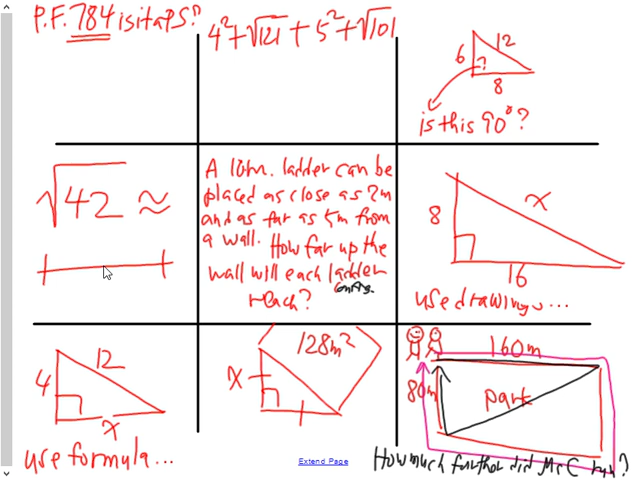 P.F. 784 is it a P.S?
4² + √121 + 5² + √101
6
12
?
8
is this 90°?
√42 ≈
A 10m. ladder can be
placed as close as 2m
and as far as 5m from
a wall. How far up the
wall will each ladder
config.
reach?
8
x
16
use drawings...
4
12
x
use formula...
128m²
x
160m
80m
park
How much farther did Mr C run?
Extend Page